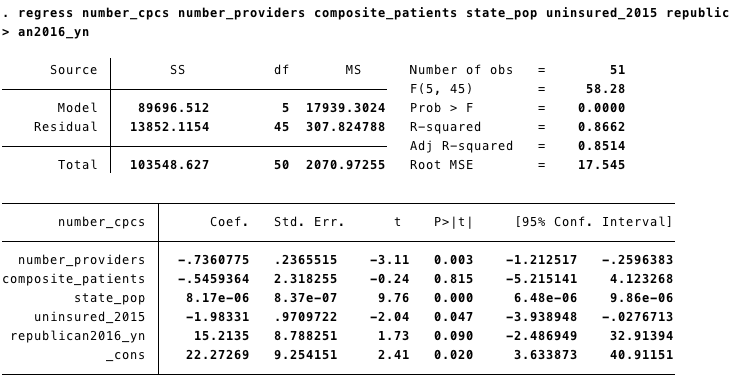 . regress number_cpcs number_providers composite_patients state_pop uninsured_2015 republic
> an2016_yn
Source SS df MS Number of obs = 51
F(5, 45) = 58.28
Model 89696.512 5 17939.3024 Prob > F = 0.0000
Residual 13852.1154 45 307.824788 R-squared = 0.8662
Adj R-squared = 0.8514
Total 103548.627 50 2070.97255 Root MSE = 17.545
number_cpcs Coef. Std. Err. t P>|t| [95% Conf. Interval]
number_providers -.7360775 .2365515 -3.11 0.003 -1.212517 -.2596383
composite_patients -.5459364 2.318255 -0.24 0.815 -5.215141 4.123268
state_pop 8.17e-06 8.37e-07 9.76 0.000 6.48e-06 9.86e-06
uninsured_2015 -1.98331 .9709722 -2.04 0.047 -3.938948 -.0276713
republican2016_yn 15.2135 8.788251 1.73 0.090 -2.486949 32.91394
_cons 22.27269 9.254151 2.41 0.020 3.633873 40.91151